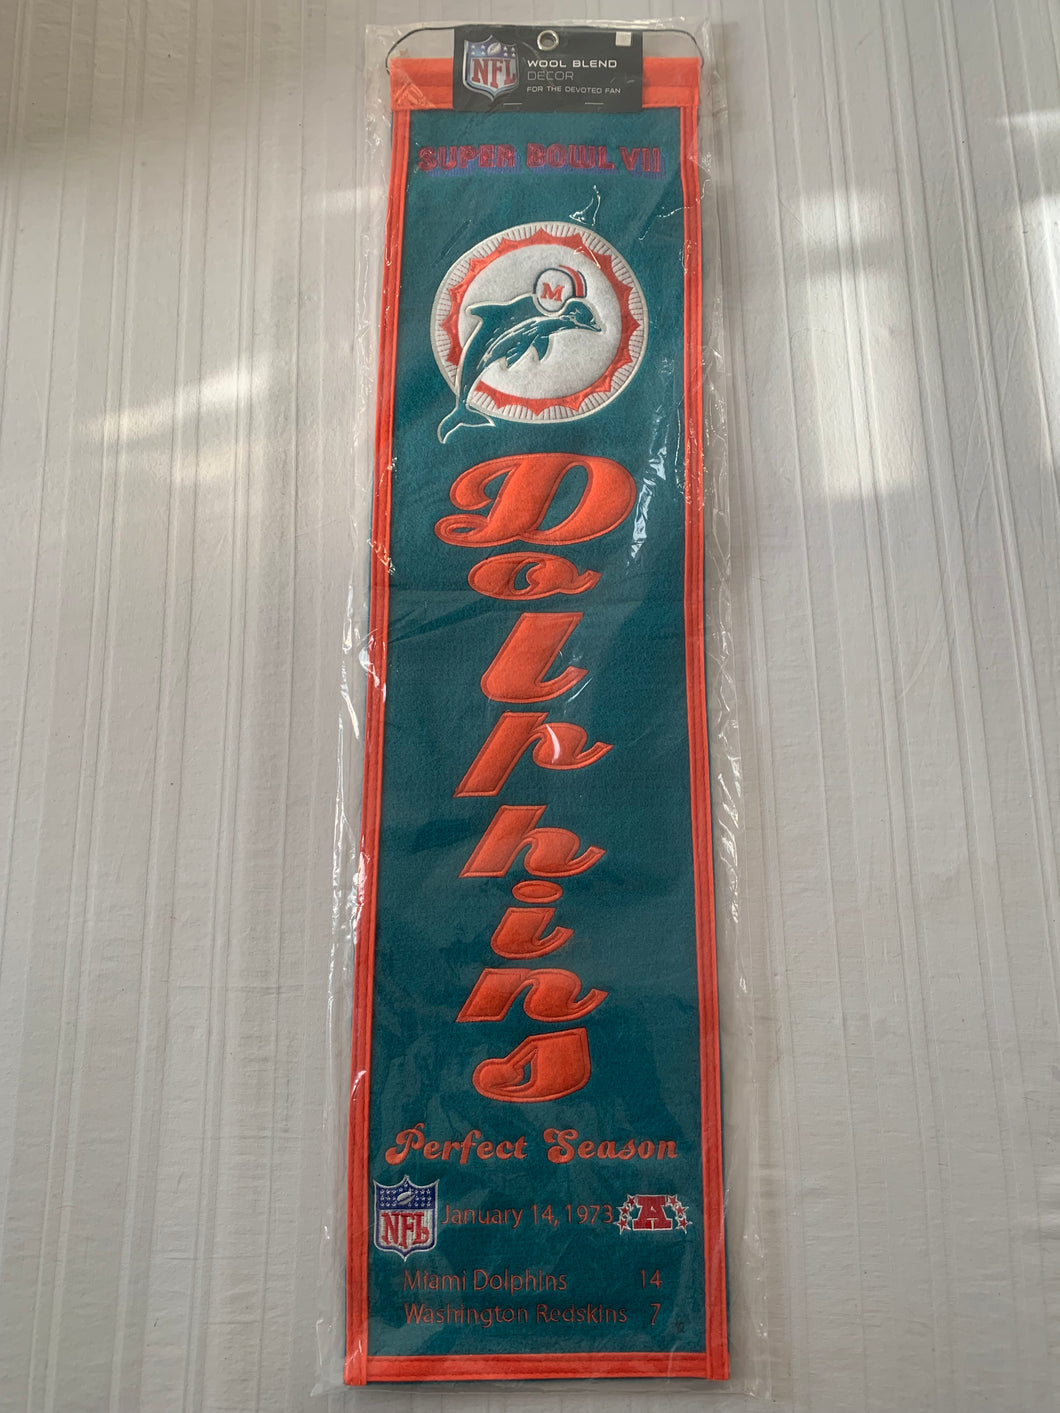 NFL
WOOL BLEND
DECOR
FOR THE DEVOTED FAN
SUPER BOWL VII
M
Dolphins
Perfect Season
NFL
January 14, 1973
A
Miami Dolphins 14
Washington Redskins 7